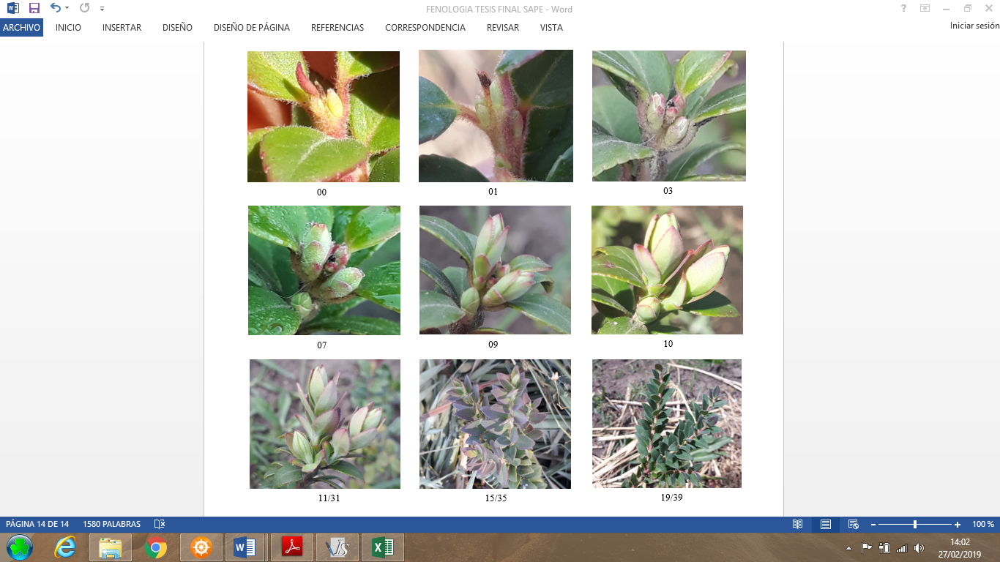 FENOLOGIA TESIS FINAL SAPE - Word
ARCHIVO INICIO INSERTAR DISEÑO DISEÑO DE PÁGINA REFERENCIAS CORRESPONDENCIA REVISAR VISTA Iniciar sesión
00 01 03
07 09 10
11/31 15/35 19/39
PÁGINA 14 DE 14 1580 PALABRAS 100 %
14:02
27/02/2019